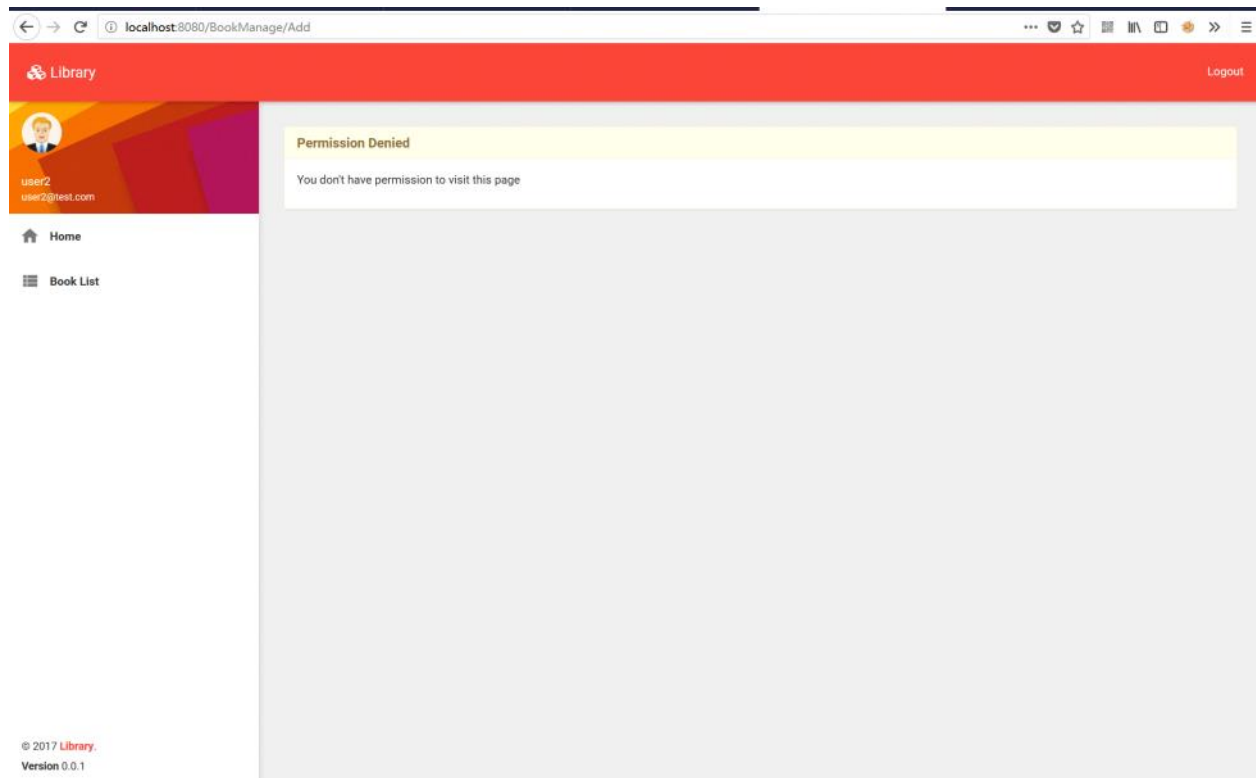 localhost:8080/BookManage/Add
Library
Logout
user2
user2@test.com
Permission Denied
You don't have permission to visit this page
Home
Book List
© 2017 Library.
Version 0.0.1